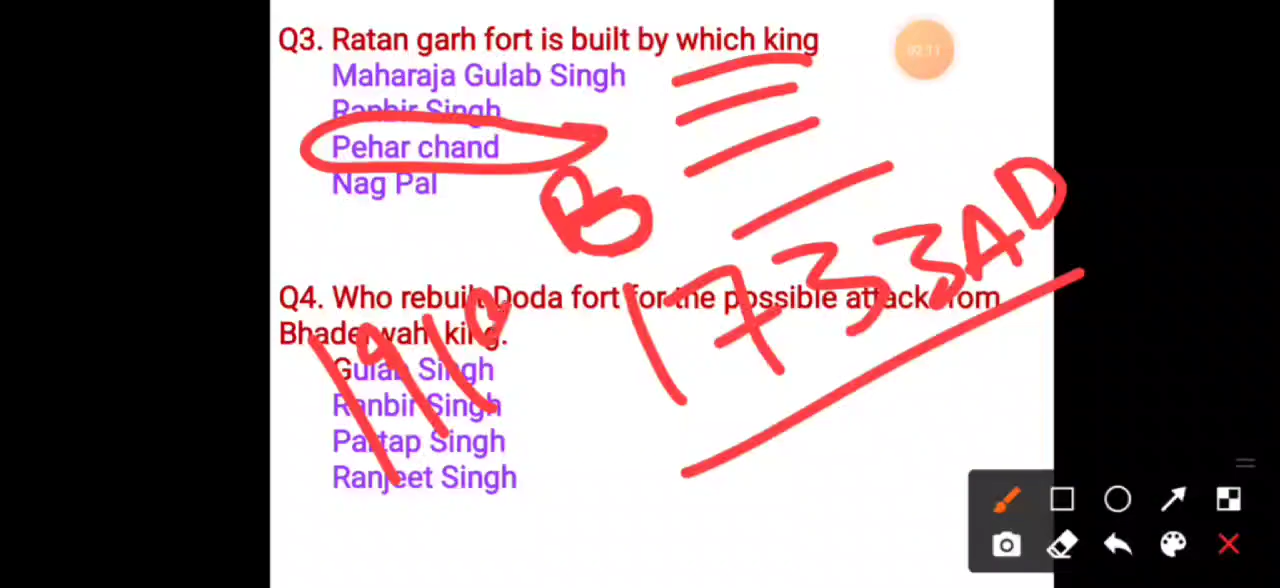 Q3. Ratan garh fort is built by which king
Maharaja Gulab Singh
Ranbir Singh
Pehar chand
Nag Pal
B
1733AD
Q4. Who rebuilt Doda fort for the possible attack from
Bhaderwah king.
Gulab Singh
Ranbir Singh
Partap Singh
Ranjeet Singh